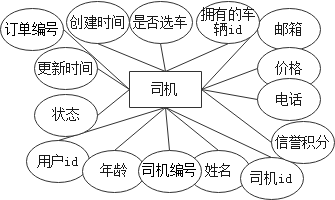 订单编号
创建时间
是否选车
拥有的车
辆id
邮箱
更新时间
价格
司机
电话
状态
信誉积分
用户id
年龄
司机编号
姓名
司机id